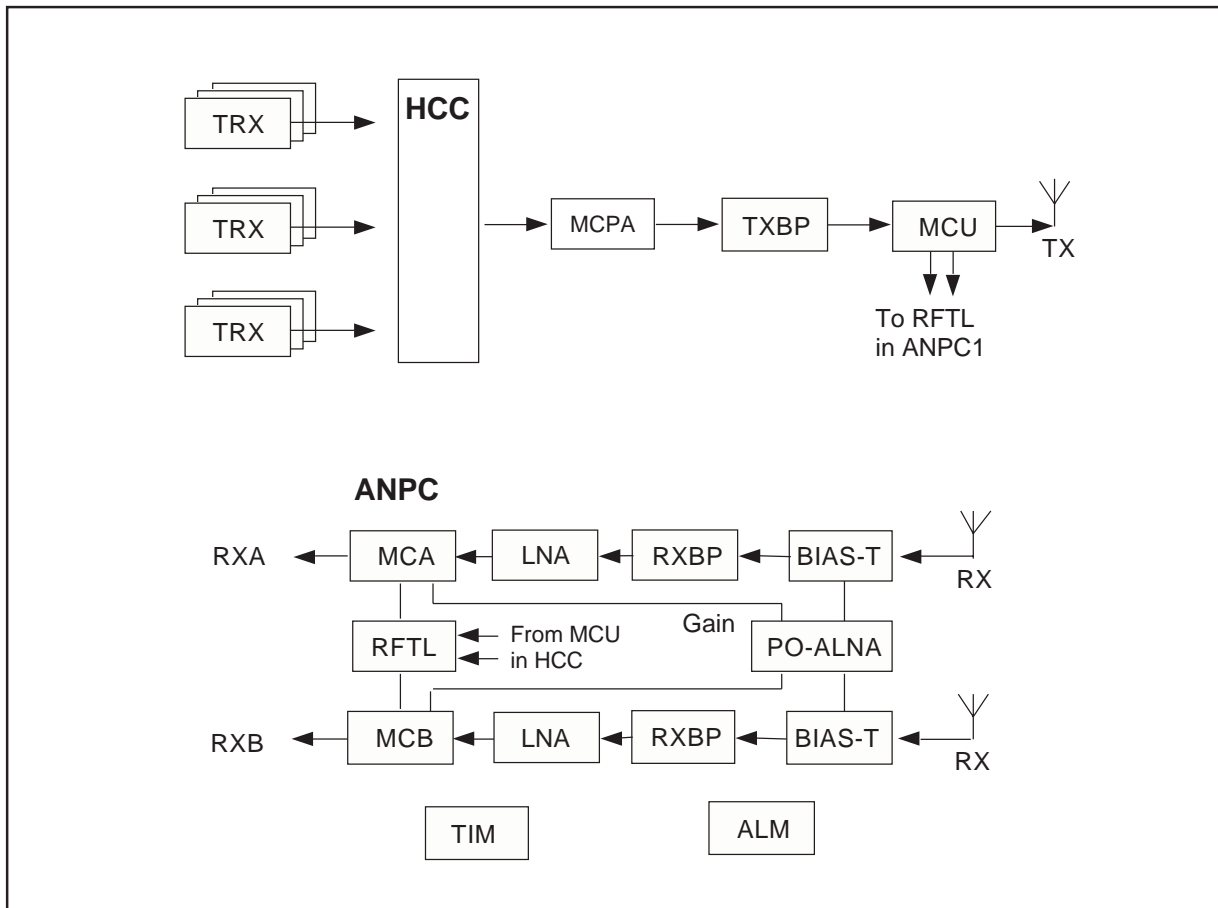 HCC
TRX
TRX
MCPA
TXBP
MCU
TX
TRX
To RFTL
in ANPC1
ANPC
RXA
MCA
LNA
RXBP
BIAS-T
RX
Gain
RFTL
From MCU
in HCC
PO-ALNA
RXB
MCB
LNA
RXBP
BIAS-T
RX
TIM
ALM